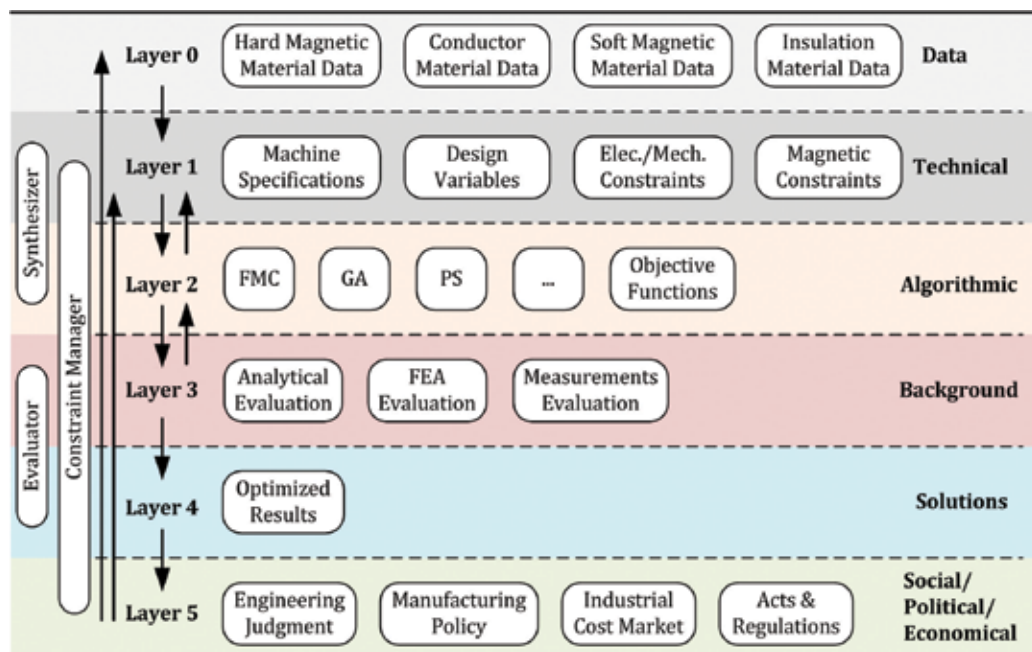 Layer 0
Hard Magnetic
Material Data
Conductor
Material Data
Soft Magnetic
Material Data
Insulation
Material Data
Data
Layer 1
Machine
Specifications
Design
Variables
Elec./Mech.
Constraints
Magnetic
Constraints
Technical
Synthesizer
Constraint Manager
Layer 2
FMC
GA
PS
...
Objective
Functions
Algorithmic
Layer 3
Analytical
Evaluation
FEA
Evaluation
Measurements
Evaluation
Background
Evaluator
Layer 4
Optimized
Results
Solutions
Layer 5
Engineering
Judgment
Manufacturing
Policy
Industrial
Cost Market
Acts &
Regulations
Social/
Political/
Economical